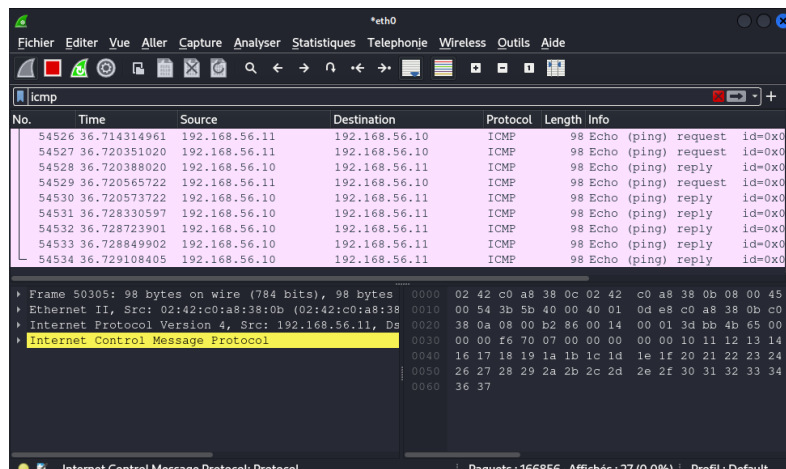 *eth0
Fichier Editer Vue Aller Capture Analyser Statistiques Telephonie Wireless Outils Aide
icmp
No. Time Source Destination Protocol Length Info
54526 36.714314961 192.168.56.11 192.168.56.10 ICMP 98 Echo (ping) request id=0x0
54527 36.720351020 192.168.56.11 192.168.56.10 ICMP 98 Echo (ping) request id=0x0
54528 36.720388020 192.168.56.10 192.168.56.11 ICMP 98 Echo (ping) reply id=0x0
54529 36.720565722 192.168.56.11 192.168.56.10 ICMP 98 Echo (ping) request id=0x0
54530 36.720573722 192.168.56.10 192.168.56.11 ICMP 98 Echo (ping) reply id=0x0
54531 36.728330597 192.168.56.10 192.168.56.11 ICMP 98 Echo (ping) reply id=0x0
54532 36.728723901 192.168.56.10 192.168.56.11 ICMP 98 Echo (ping) reply id=0x0
54533 36.728849902 192.168.56.10 192.168.56.11 ICMP 98 Echo (ping) reply id=0x0
54534 36.729108405 192.168.56.10 192.168.56.11 ICMP 98 Echo (ping) reply id=0x0
Frame 50305: 98 bytes on wire (784 bits), 98 bytes
Ethernet II, Src: 02:42:c0:a8:38:0b (02:42:c0:a8:38
Internet Protocol Version 4, Src: 192.168.56.11, Ds
Internet Control Message Protocol
0000 02 42 c0 a8 38 0c 02 42 c0 a8 38 0b 08 00 45
0010 00 54 3b 5b 40 00 40 01 0d e8 c0 a8 38 0b c0
0020 38 0a 08 00 b2 86 00 14 00 01 3d bb 4b 65 00
0030 00 00 f6 70 07 00 00 00 00 00 10 11 12 13 14
0040 16 17 18 19 1a 1b 1c 1d 1e 1f 20 21 22 23 24
0050 26 27 28 29 2a 2b 2c 2d 2e 2f 30 31 32 33 34
0060 36 37
Internet Control Message Protocol: Protocol Paquets : 166856 Affichés : 27 (0.0%) Profil : Default